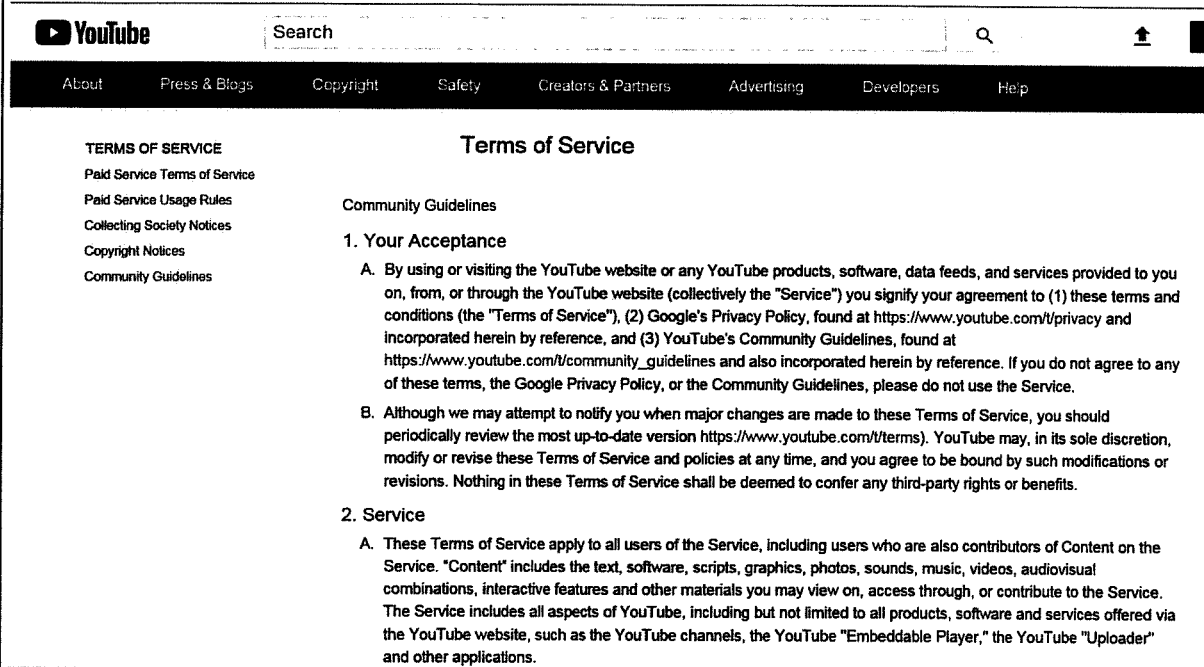 YouTube
Search
About Press & Blogs Copyright Safety Creators & Partners Advertising Developers Help
TERMS OF SERVICE
Paid Service Terms of Service
Paid Service Usage Rules
Collecting Society Notices
Copyright Notices
Community Guidelines
Terms of Service
Community Guidelines
1. Your Acceptance
A. By using or visiting the YouTube website or any YouTube products, software, data feeds, and services provided to you
on, from, or through the YouTube website (collectively the "Service") you signify your agreement to (1) these terms and
conditions (the "Terms of Service"), (2) Google's Privacy Policy, found at https://www.youtube.com/t/privacy and
incorporated herein by reference, and (3) YouTube's Community Guidelines, found at
https://www.youtube.com/t/community_guidelines and also incorporated herein by reference. If you do not agree to any
of these terms, the Google Privacy Policy, or the Community Guidelines, please do not use the Service.
B. Although we may attempt to notify you when major changes are made to these Terms of Service, you should
periodically review the most up-to-date version https://www.youtube.com/t/terms). YouTube may, in its sole discretion,
modify or revise these Terms of Service and policies at any time, and you agree to be bound by such modifications or
revisions. Nothing in these Terms of Service shall be deemed to confer any third-party rights or benefits.
2. Service
A. These Terms of Service apply to all users of the Service, including users who are also contributors of Content on the
Service. "Content" includes the text, software, scripts, graphics, photos, sounds, music, videos, audiovisual
combinations, interactive features and other materials you may view on, access through, or contribute to the Service.
The Service includes all aspects of YouTube, including but not limited to all products, software and services offered via
the YouTube website, such as the YouTube channels, the YouTube "Embeddable Player," the YouTube "Uploader"
and other applications.